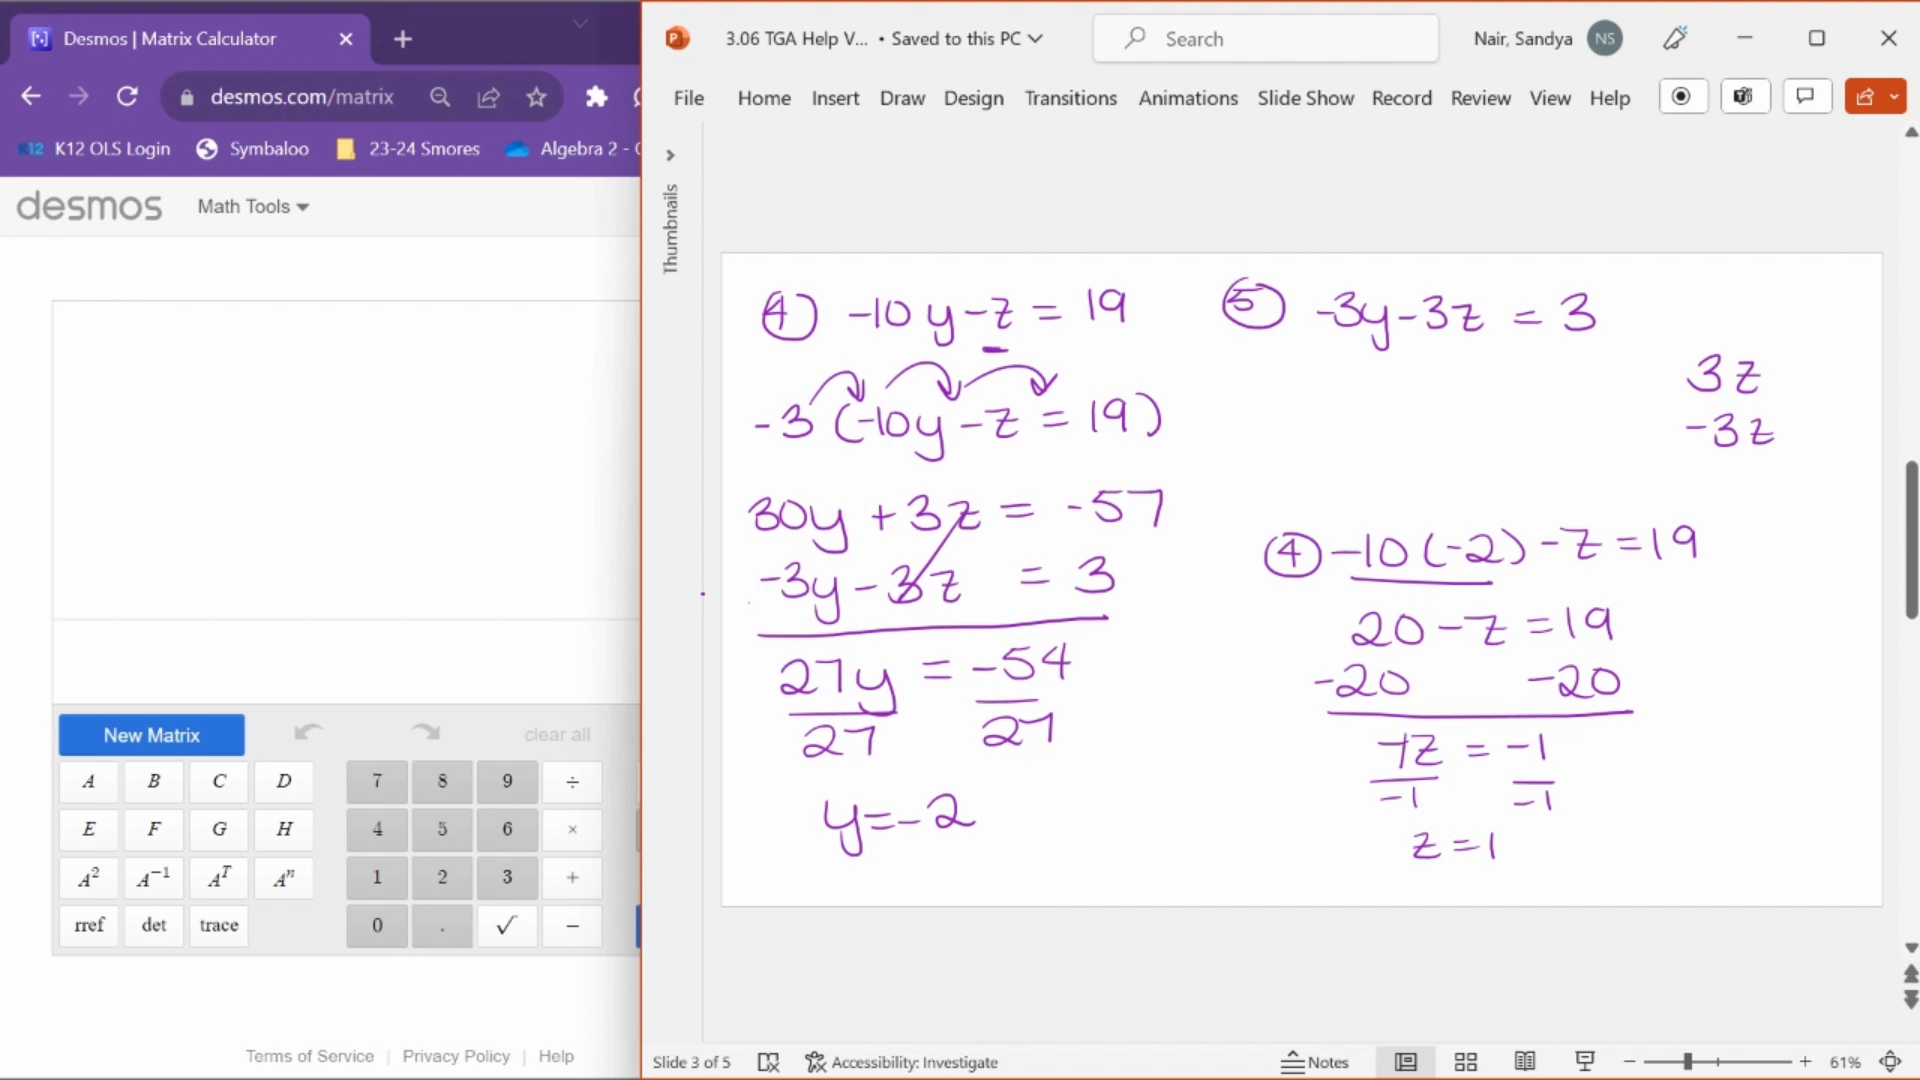 Desmos | Matrix Calculator
desmos.com/matrix
K12 OLS Login
Symbaloo
23-24 Smores
Algebra 2 -
desmos
Math Tools
New Matrix
clear all
A B C D 7 8 9 ÷
E F G H 4 5 6 ×
A² A⁻¹ Aᵀ Aⁿ 1 2 3 +
rref det trace 0 . √ −
Terms of Service | Privacy Policy | Help
3.06 TGA Help V... • Saved to this PC
Search
Nair, Sandya
NS
File Home Insert Draw Design Transitions Animations Slide Show Record Review View Help
Thumbnails
④ -10y-z = 19
-3(-10y-z = 19)
30y + 3z = -57
-3y - 3z = 3
27y = -54
27 27
y=-2
⑤ -3y-3z = 3
3z
-3z
④ -10(-2) -z =19
20 -z =19
-20 -20
-1z = -1
-1 -1
z =1
Slide 3 of 5
Accessibility: Investigate
Notes
61%